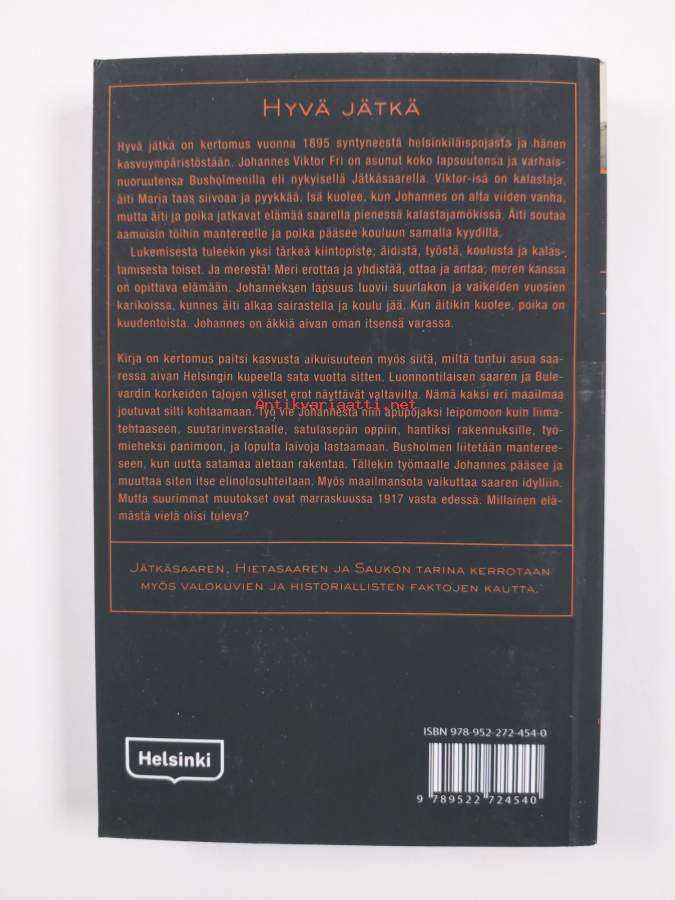 HYVÄ JÄTKÄ
Hyvä jätkä on kertomus vuonna 1895 syntyneestä helsinkiläispojasta ja hänen
kasvuympäristöstään. Johannes Viktor Fri on asunut koko lapsuutensa ja varhais-
nuoruutensa Busholmenilla eli nykyisellä Jätkäsaarella. Viktor-isä on kalastaja,
äiti Maria taas siivoaa ja pyykkää. Isä kuolee, kun Johannes on alta viiden vanha,
mutta äiti ja poika jatkavat elämää saarella pienessä kalastajamökissä. Äiti soutaa
aamuisin töihin mantereelle ja poika pääsee kouluun samalla kyydillä.
Lukemisesta tuleekin yksi tärkeä kiintopiste; äidistä, työstä, koulusta ja kalas-
tamisesta toiset. Ja merestä! Meri erottaa ja yhdistää, ottaa ja antaa; meren kanssa
on opittava elämään. Johanneksen lapsuus luovii suurlakon ja vaikeiden vuosien
karikoissa, kunnes äiti alkaa sairastella ja koulu jää. Kun äitikin kuolee, poika on
kuudentoista. Johannes on äkkiä aivan oman itsensä varassa.
Kirja on kertomus paitsi kasvusta aikuisuuteen myös siitä, miltä tuntui asua saa-
ressa aivan Helsingin kupeella sata vuotta sitten. Luonnontilaisen saaren ja Bule-
vardin korkeiden talojen väliset erot näyttävät valtavilta. Nämä kaksi eri maailmaa
joutuvat silti kohtaamaan. Työ vie Johannesta niin apupojaksi leipomoon kuin liima-
tehtaaseen, suutarinverstaalle, satulasepän oppiin, hantiksi rakennuksille, työ-
mieheksi panimoon, ja lopulta laivoja lastaamaan. Busholmen liitetään mantereе-
seen, kun uutta satamaa aletaan rakentaa. Tällekin työmaalle Johannes pääsee ja
muuttaa siten itse elinolosuhteitaan. Myös maailmansota vaikuttaa saaren idylliin.
Mutta suurimmat muutokset ovat marraskuussa 1917 vasta edessä. Millainen elä-
mästä vielä olisi tuleva?
Antikvariaatti.net
JÄTKÄSAAREN, HIETASAAREN JA SAUKON TARINA KERROTAAN
MYÖS VALOKUVIEN JA HISTORIALLISTEN FAKTOJEN KAUTTA.
ISBN 978-952-272-454-0
Helsinki
9 789522 724540